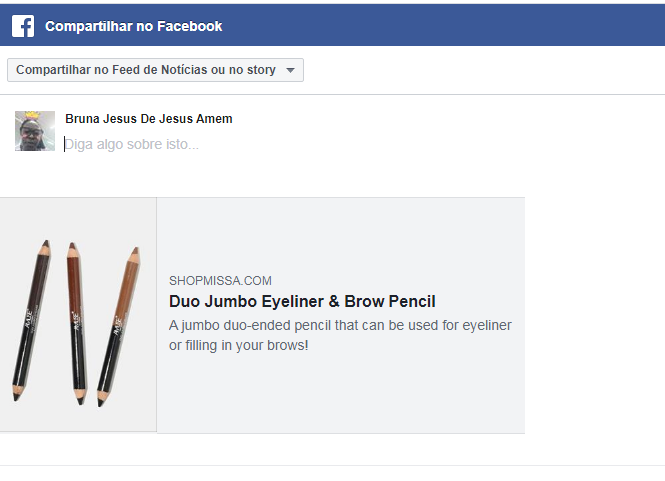 Compartilhar no Facebook
Compartilhar no Feed de Notícias ou no story
Bruna Jesus De Jesus Amem
Diga algo sobre isto...
SHOPMISSA.COM
Duo Jumbo Eyeliner & Brow Pencil
A jumbo duo-ended pencil that can be used for eyeliner
or filling in your brows!